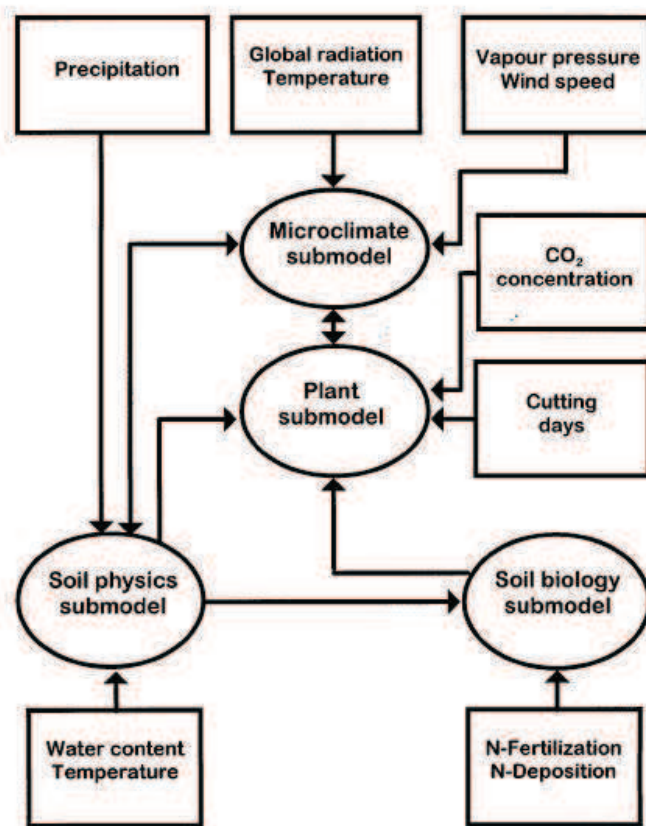 Precipitation
Global radiation
Temperature
Vapour pressure
Wind speed
Microclimate
submodel
CO₂
concentration
Plant
submodel
Cutting
days
Soil physics
submodel
Soil biology
submodel
Water content
Temperature
N-Fertilization
N-Deposition